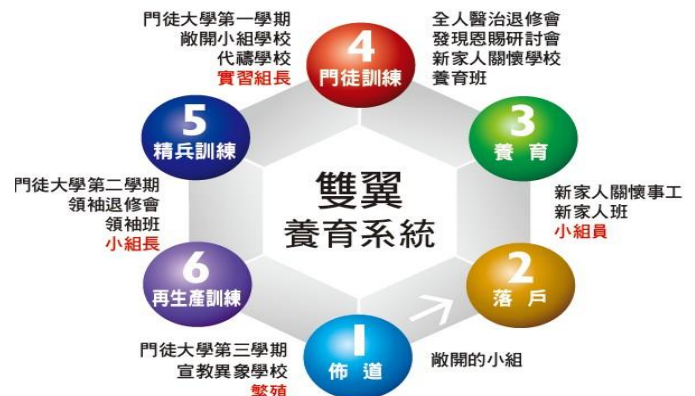 雙翼
養育系統
1
佈道
敞開的小組
2
落戶
新家人關懷事工
新家人班
小組員
3
養育
全人醫治退修會
發現恩賜研討會
新家人關懷學校
養育班
4
門徒訓練
門徒大學第一學期
敞開小組學校
代禱學校
實習組長
5
精兵訓練
門徒大學第二學期
領袖退修會
領袖班
小組長
6
再生產訓練
門徒大學第三學期
宣教異象學校
繁殖